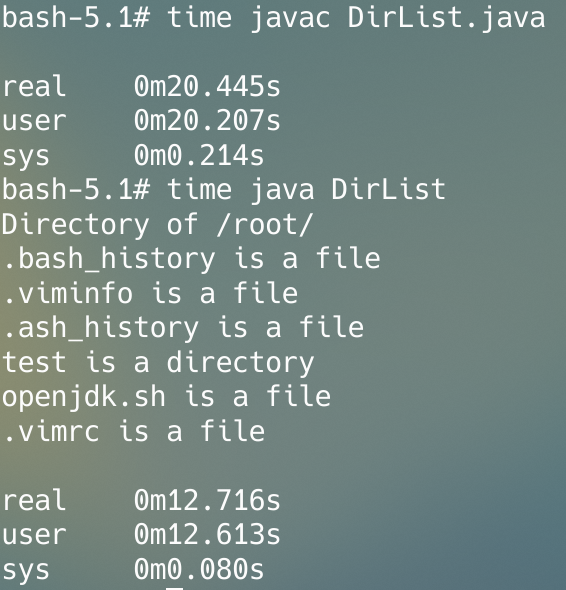 bash-5.1# time javac DirList.java
real 0m20.445s
user 0m20.207s
sys 0m0.214s
bash-5.1# time java DirList
Directory of /root/
.bash_history is a file
.viminfo is a file
.ash_history is a file
test is a directory
openjdk.sh is a file
.vimrc is a file
real 0m12.716s
user 0m12.613s
sys 0m0.080s